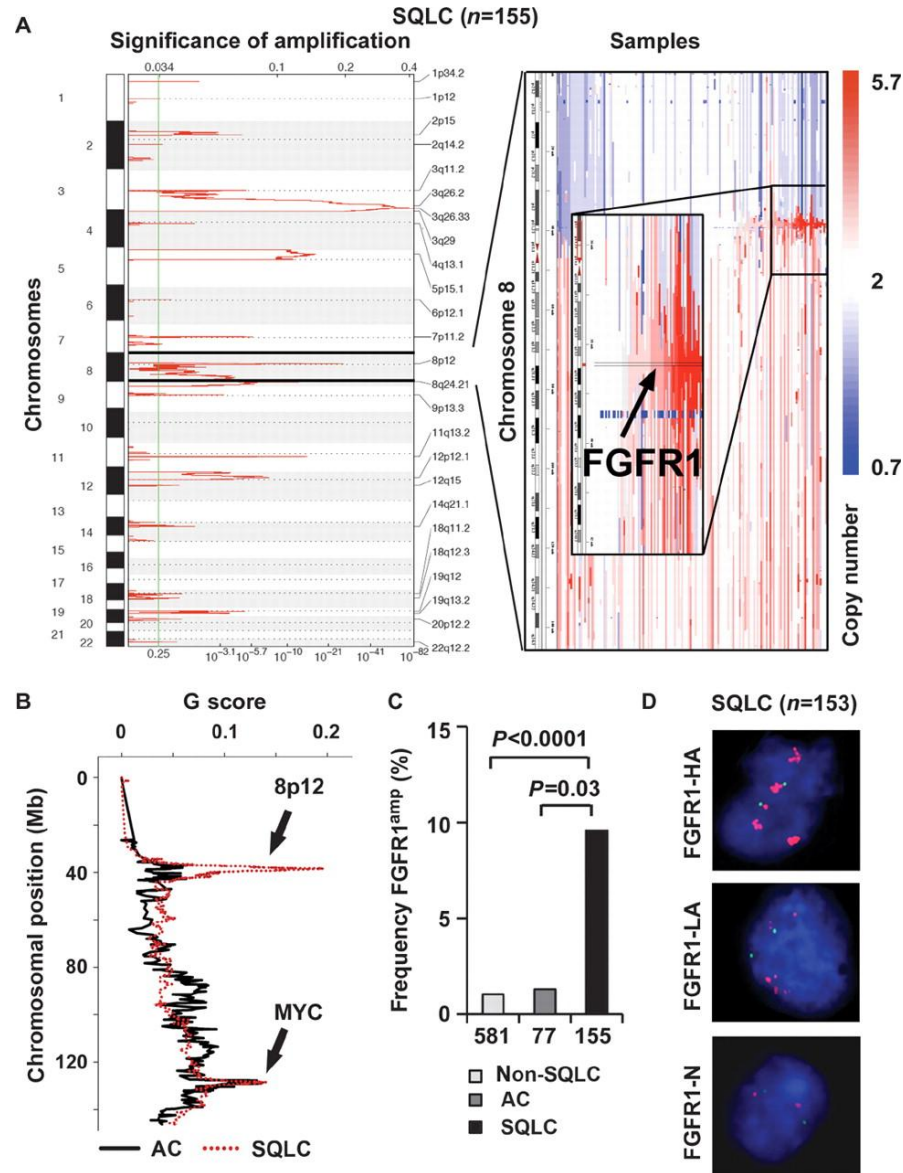 SQLC (n=155)
A
Significance of amplification
Samples
0.034 0.1 0.2 0.4
1p34.2
1p12
2p15
2q14.2
3q11.2
3q26.2
3q26.33
3q29
4q13.1
5p15.1
6p12.1
7p11.2
8p12
8q24.21
9p13.3
11q13.2
12p12.1
12q15
14q21.1
18q11.2
18q12.3
19q12
19q13.2
20p12.2
22q12.2
Chromosomes
1
2
3
4
5
6
7
8
9
10
11
12
13
14
15
16
17
18
19
20
21
22
0.25 10-3.1 10-5.7 10-10 10-21 10-41 10-82
Chromosome 8
FGFR1
5.7
2
0.7
Copy number
B
G score
0 0.1 0.2
Chromosomal position (Mb)
0
40
80
120
8p12
MYC
AC SQLC
C
Frequency FGFR1amp (%)
15
10
5
0
P<0.0001
P=0.03
581 77 155
Non-SQLC
AC
SQLC
D
SQLC (n=153)
FGFR1-HA
FGFR1-LA
FGFR1-N